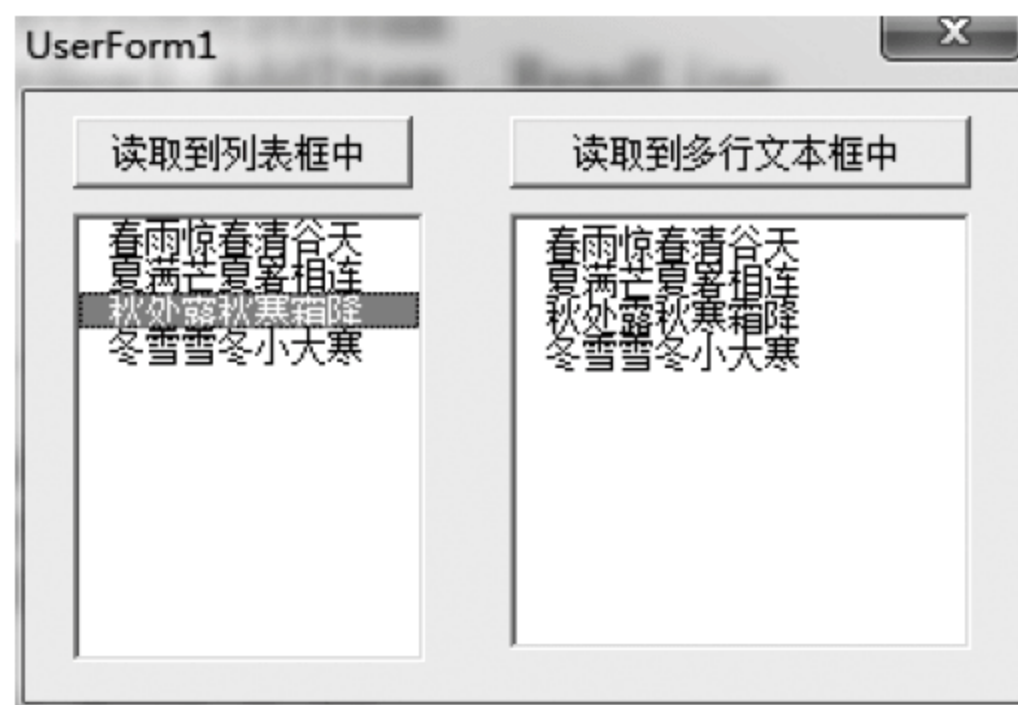 UserForm1
读取到列表框中
读取到多行文本框中
春雨惊春清谷天
夏满芒夏暑相连
秋处露秋寒霜降
冬雪雪冬小大寒
春雨惊春清谷天
夏满芒夏暑相连
秋处露秋寒霜降
冬雪雪冬小大寒